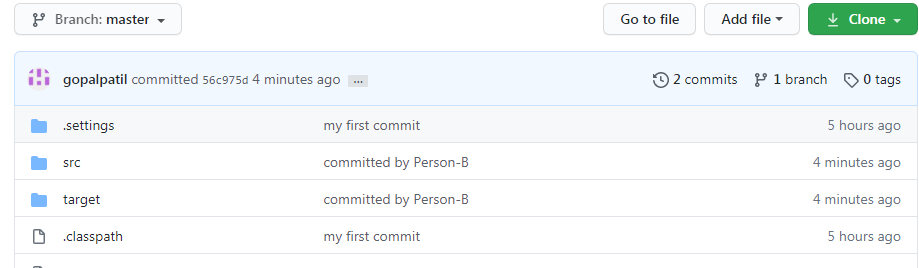 Branch: master Go to file Add file Clone
gopalpatil committed 56c975d 4 minutes ago ... 2 commits 1 branch 0 tags
.settings my first commit 5 hours ago
src committed by Person-B 4 minutes ago
target committed by Person-B 4 minutes ago
.classpath my first commit 5 hours ago